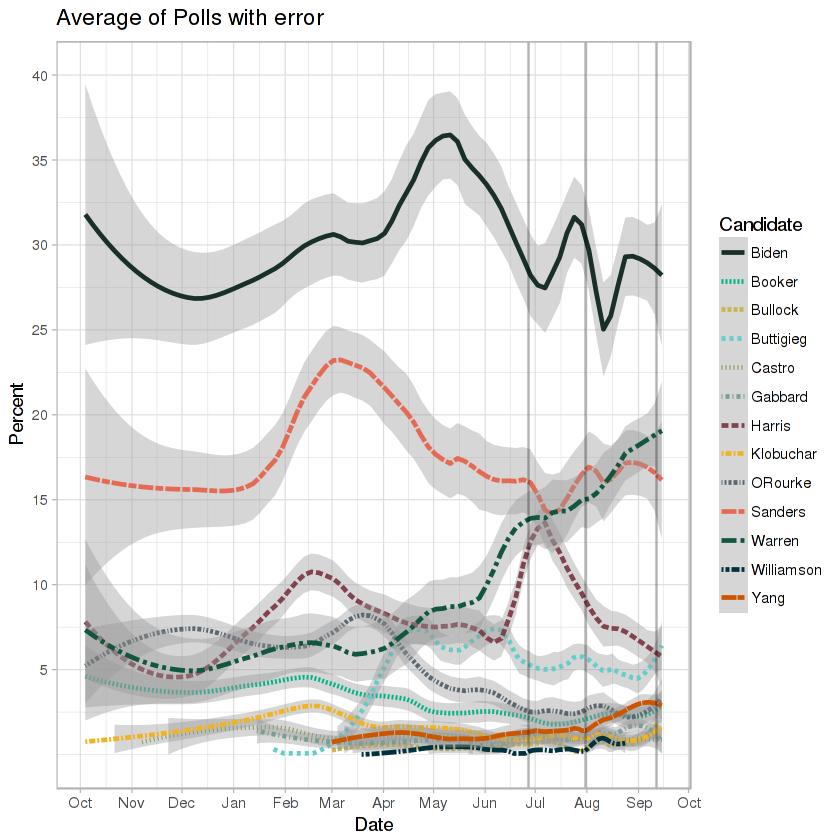 Average of Polls with error
40
35
30
25
20
15
10
5
Percent
Oct Nov Dec Jan Feb Mar Apr May Jun Jul Aug Sep Oct
Date
Candidate
Biden
Booker
Bullock
Buttigieg
Castro
Gabbard
Harris
Klobuchar
ORourke
Sanders
Warren
Williamson
Yang